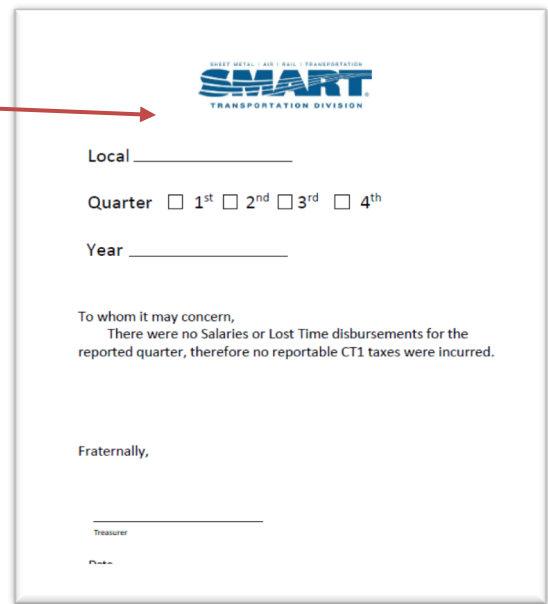 SHEET METAL | AIR | RAIL | TRANSPORTATION
SMART
TRANSPORTATION DIVISION
Local
Quarter ☐ 1st ☐ 2nd ☐ 3rd ☐ 4th
Year
To whom it may concern,
There were no Salaries or Lost Time disbursements for the
reported quarter, therefore no reportable CT1 taxes were incurred.
Fraternally,
Treasurer
Date